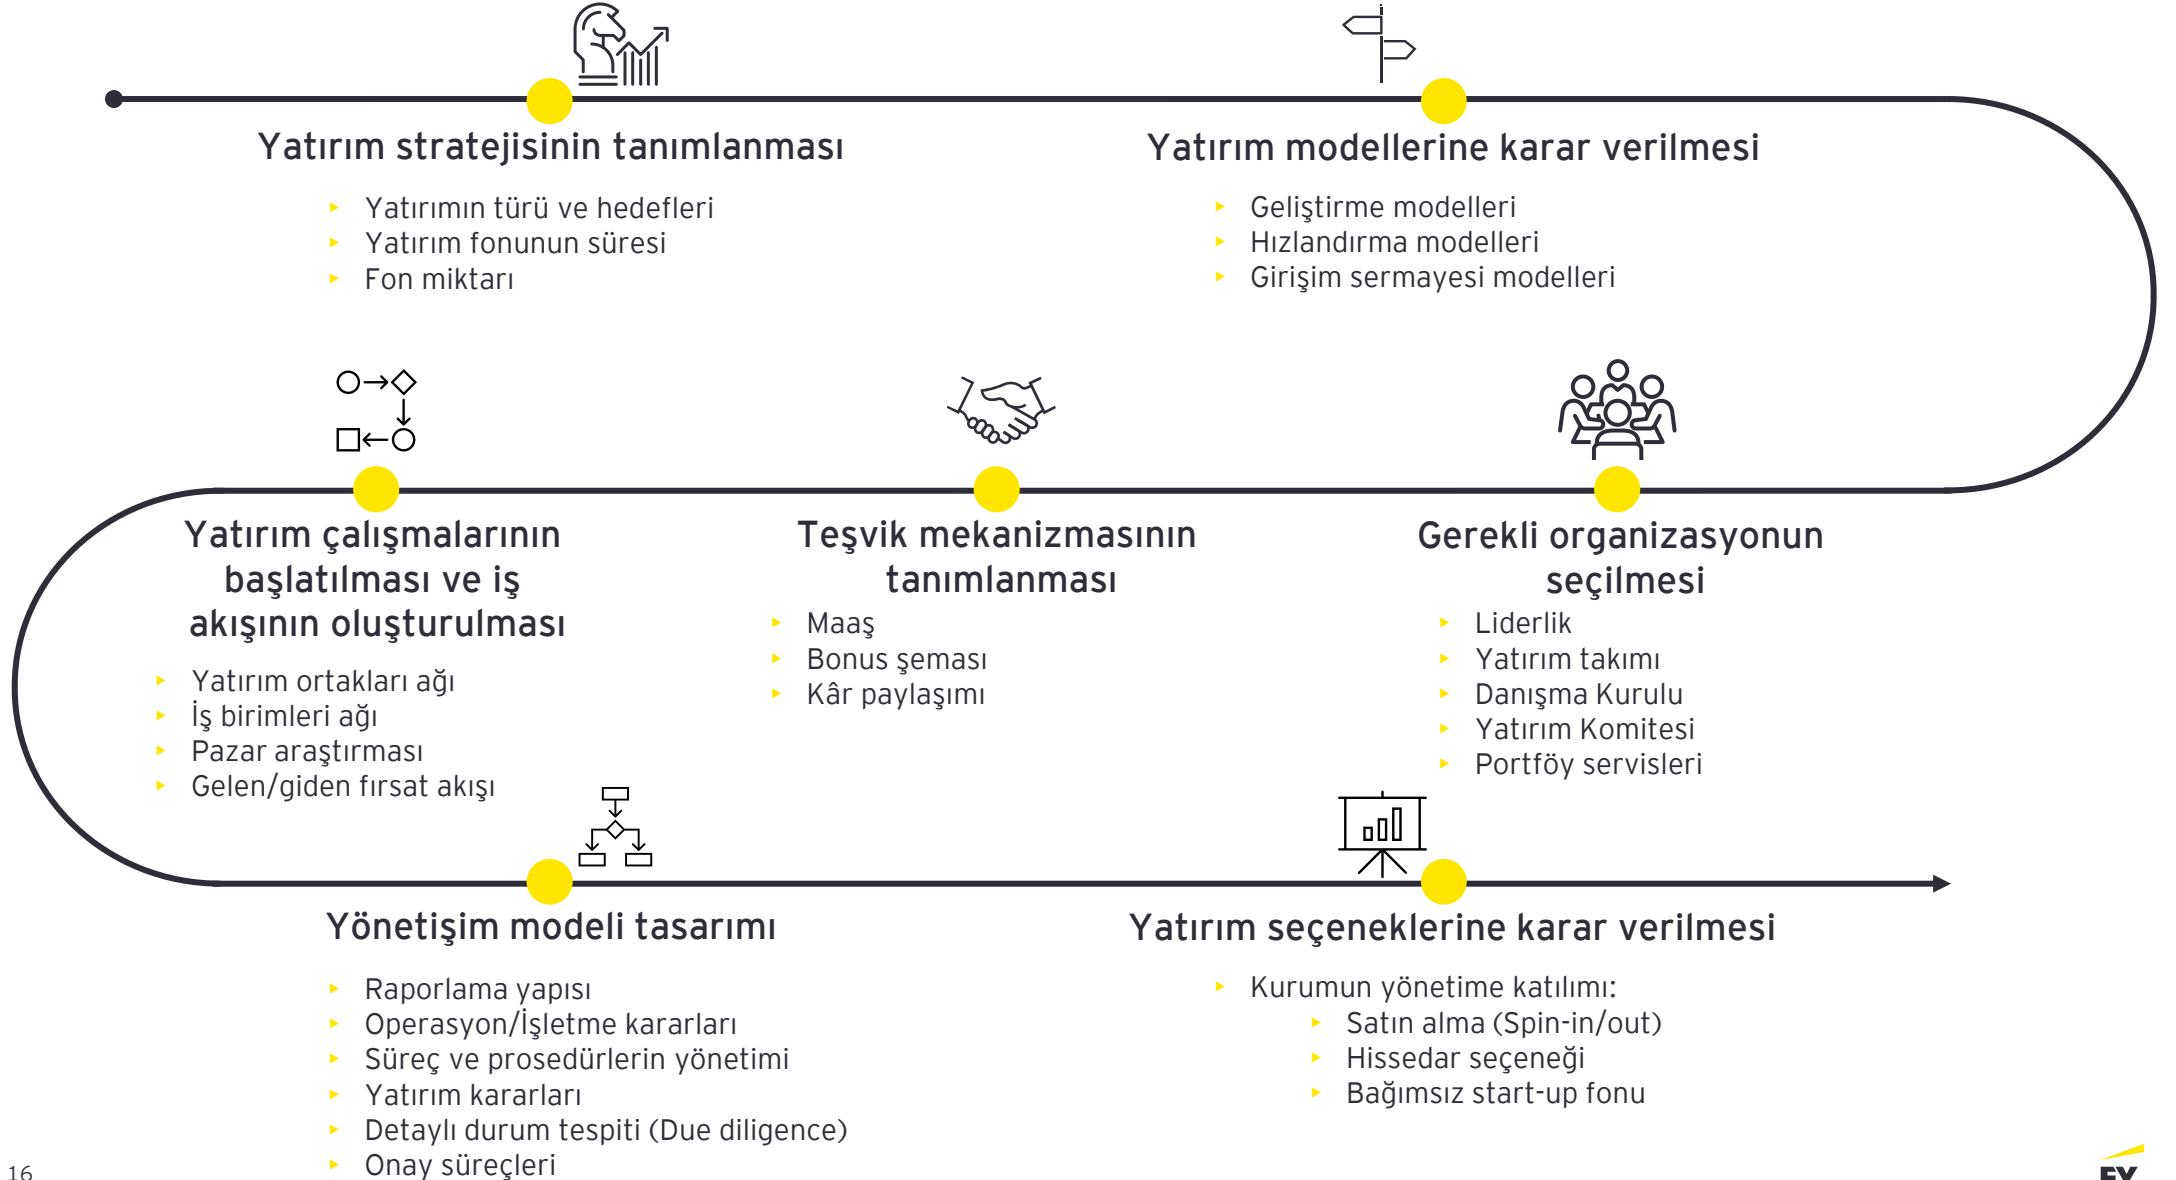 Yatırım stratejisinin tanımlanması
Yatırımın türü ve hedefleri
Yatırım fonunun süresi
Fon miktarı
Yatırım modellerine karar verilmesi
Geliştirme modelleri
Hızlandırma modelleri
Girişim sermayesi modelleri
Gerekli organizasyonun
seçilmesi
Liderlik
Yatırım takımı
Danışma Kurulu
Yatırım Komitesi
Portföy servisleri
Teşvik mekanizmasının
tanımlanması
Maaş
Bonus şeması
Kâr paylaşımı
Yatırım çalışmalarının
başlatılması ve iş
akışının oluşturulması
Yatırım ortakları ağı
İş birimleri ağı
Pazar araştırması
Gelen/giden fırsat akışı
Yönetişim modeli tasarımı
Raporlama yapısı
Operasyon/İşletme kararları
Süreç ve prosedürlerin yönetimi
Yatırım kararları
Detaylı durum tespiti (Due diligence)
Onay süreçleri
Yatırım seçeneklerine karar verilmesi
Kurumun yönetime katılımı:
Satın alma (Spin-in/out)
Hissedar seçeneği
Bağımsız start-up fonu
16
EY